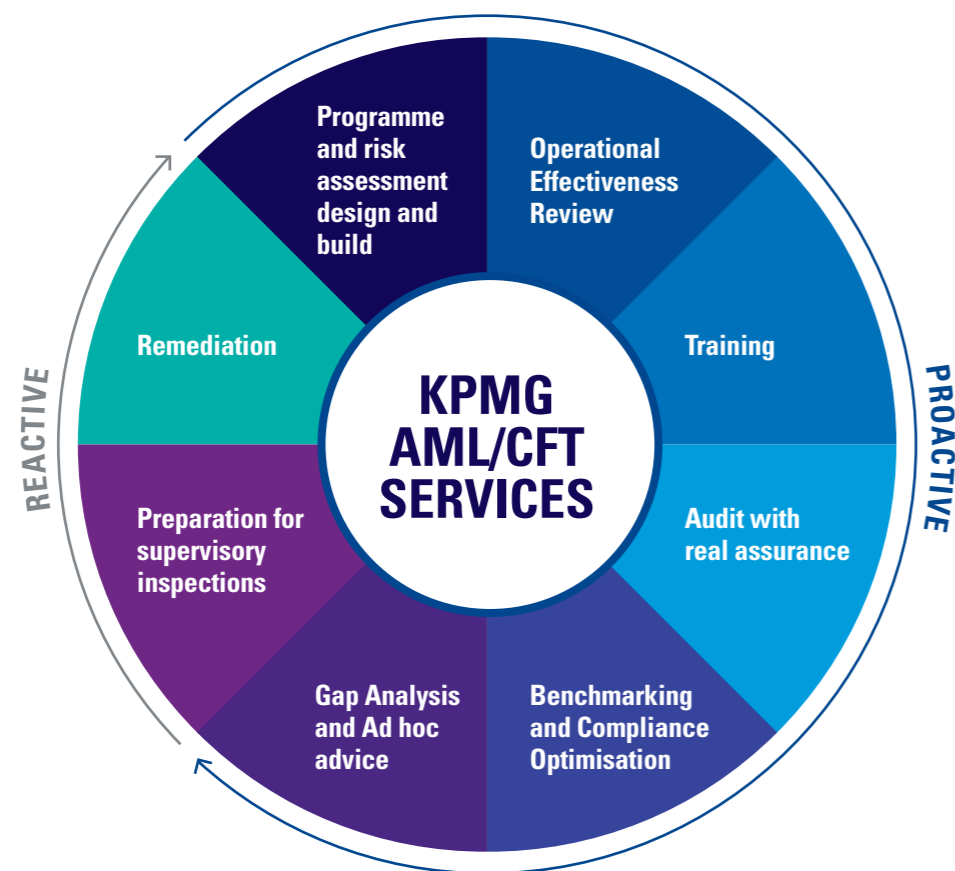 Programme
and risk
assessment
design and
build
Operational
Effectiveness
Review
Training
Audit with
real assurance
Benchmarking
and Compliance
Optimisation
Gap Analysis
and Ad hoc
advice
Preparation for
supervisory
inspections
Remediation
KPMG
AML/CFT
SERVICES
REACTIVE
PROACTIVE